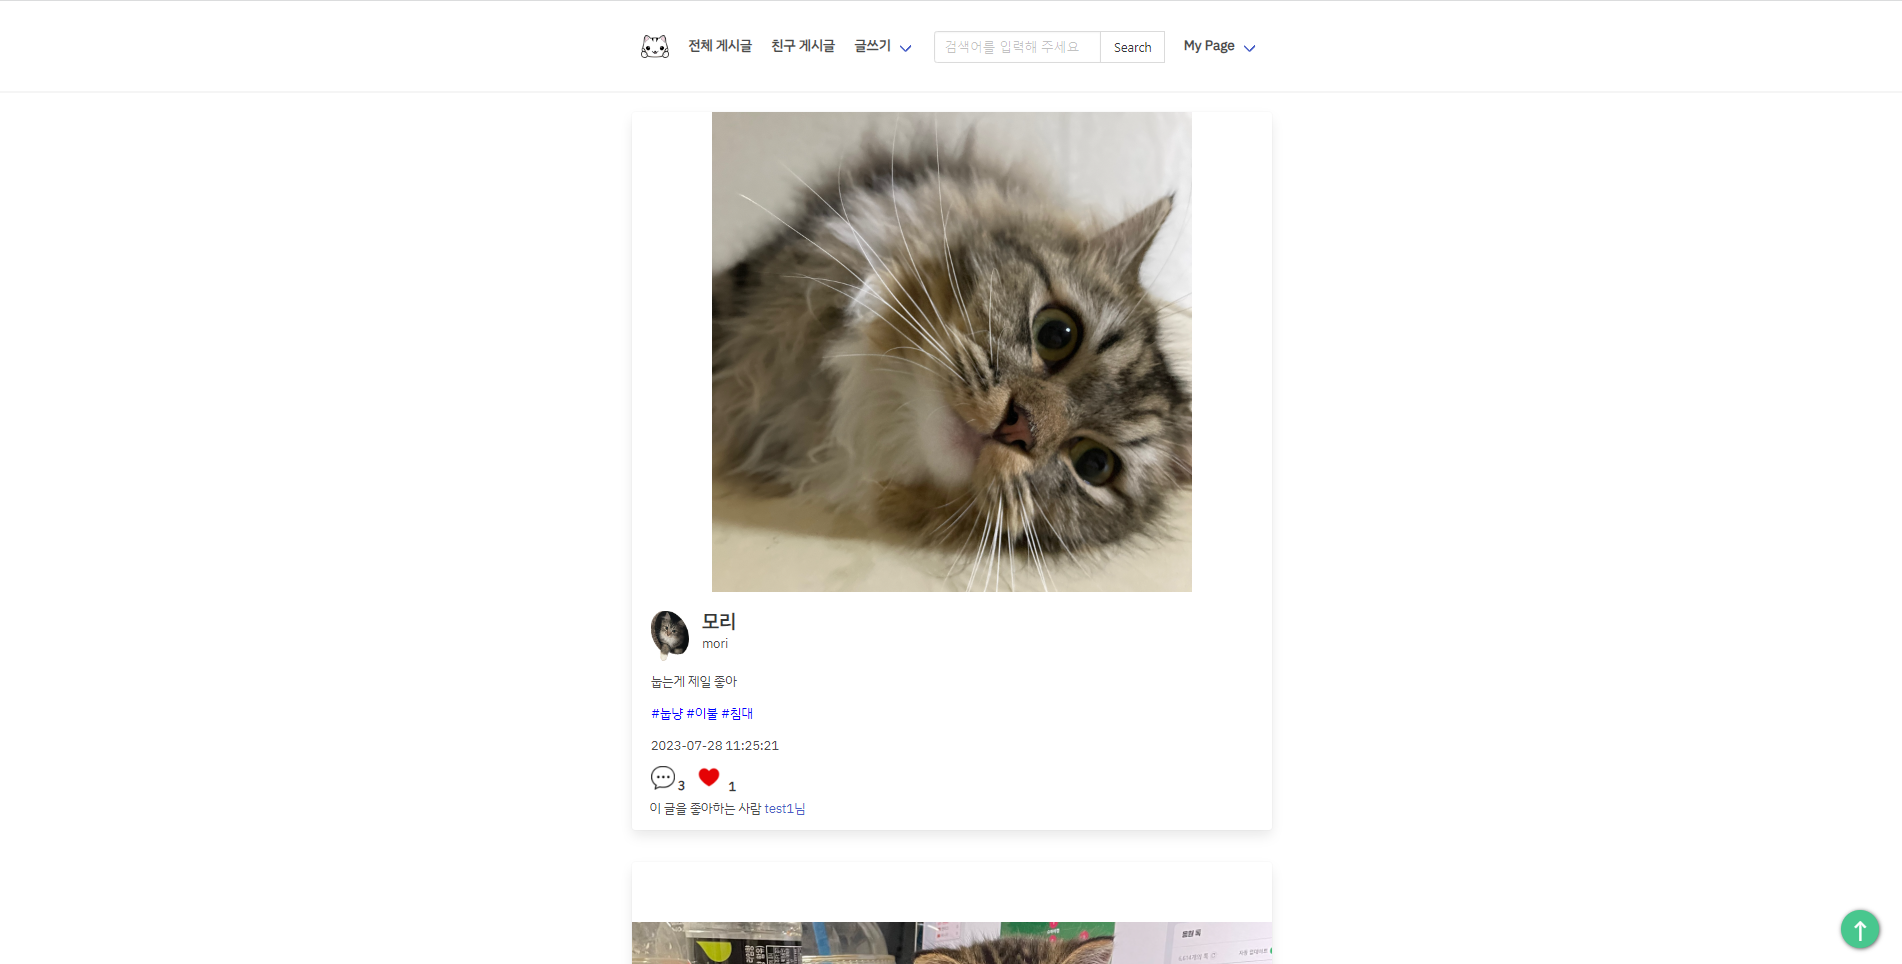 전체 게시글 친구 게시글 글쓰기 검색어를 입력해 주세요 Search My Page
모리
mori
눕는게 제일 좋아
#눕냥 #이불 #침대
2023-07-28 11:25:21
3 1
이 글을 좋아하는 사람 test1님